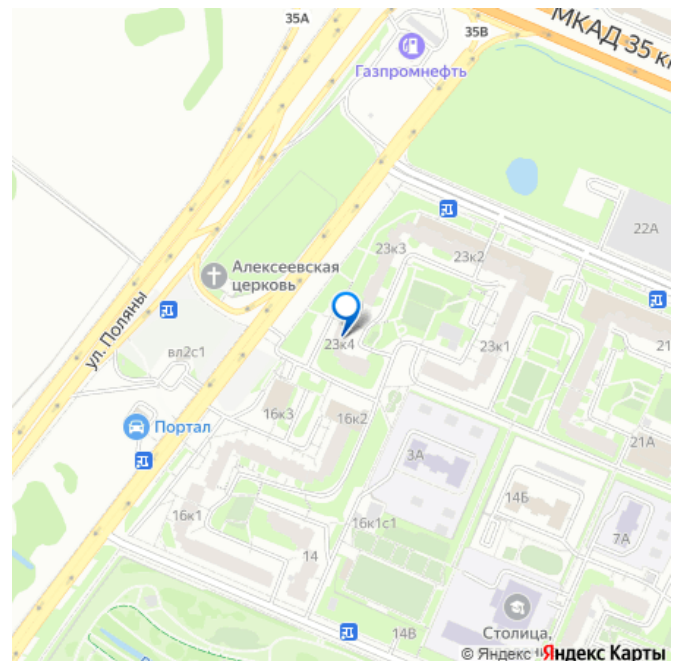 35А
35В
МКАД 35 к
Газпромнефть
22А
23к3
23к2
Алексеевская
церковь
ул. Поляны
23к4
23к1
21
вл2с1
16к3
16к2
Портал
3А
21А
14Б
16к1
16к1с1
7А
14
14В
Столица,
© Яндекс
Яндекс Карты